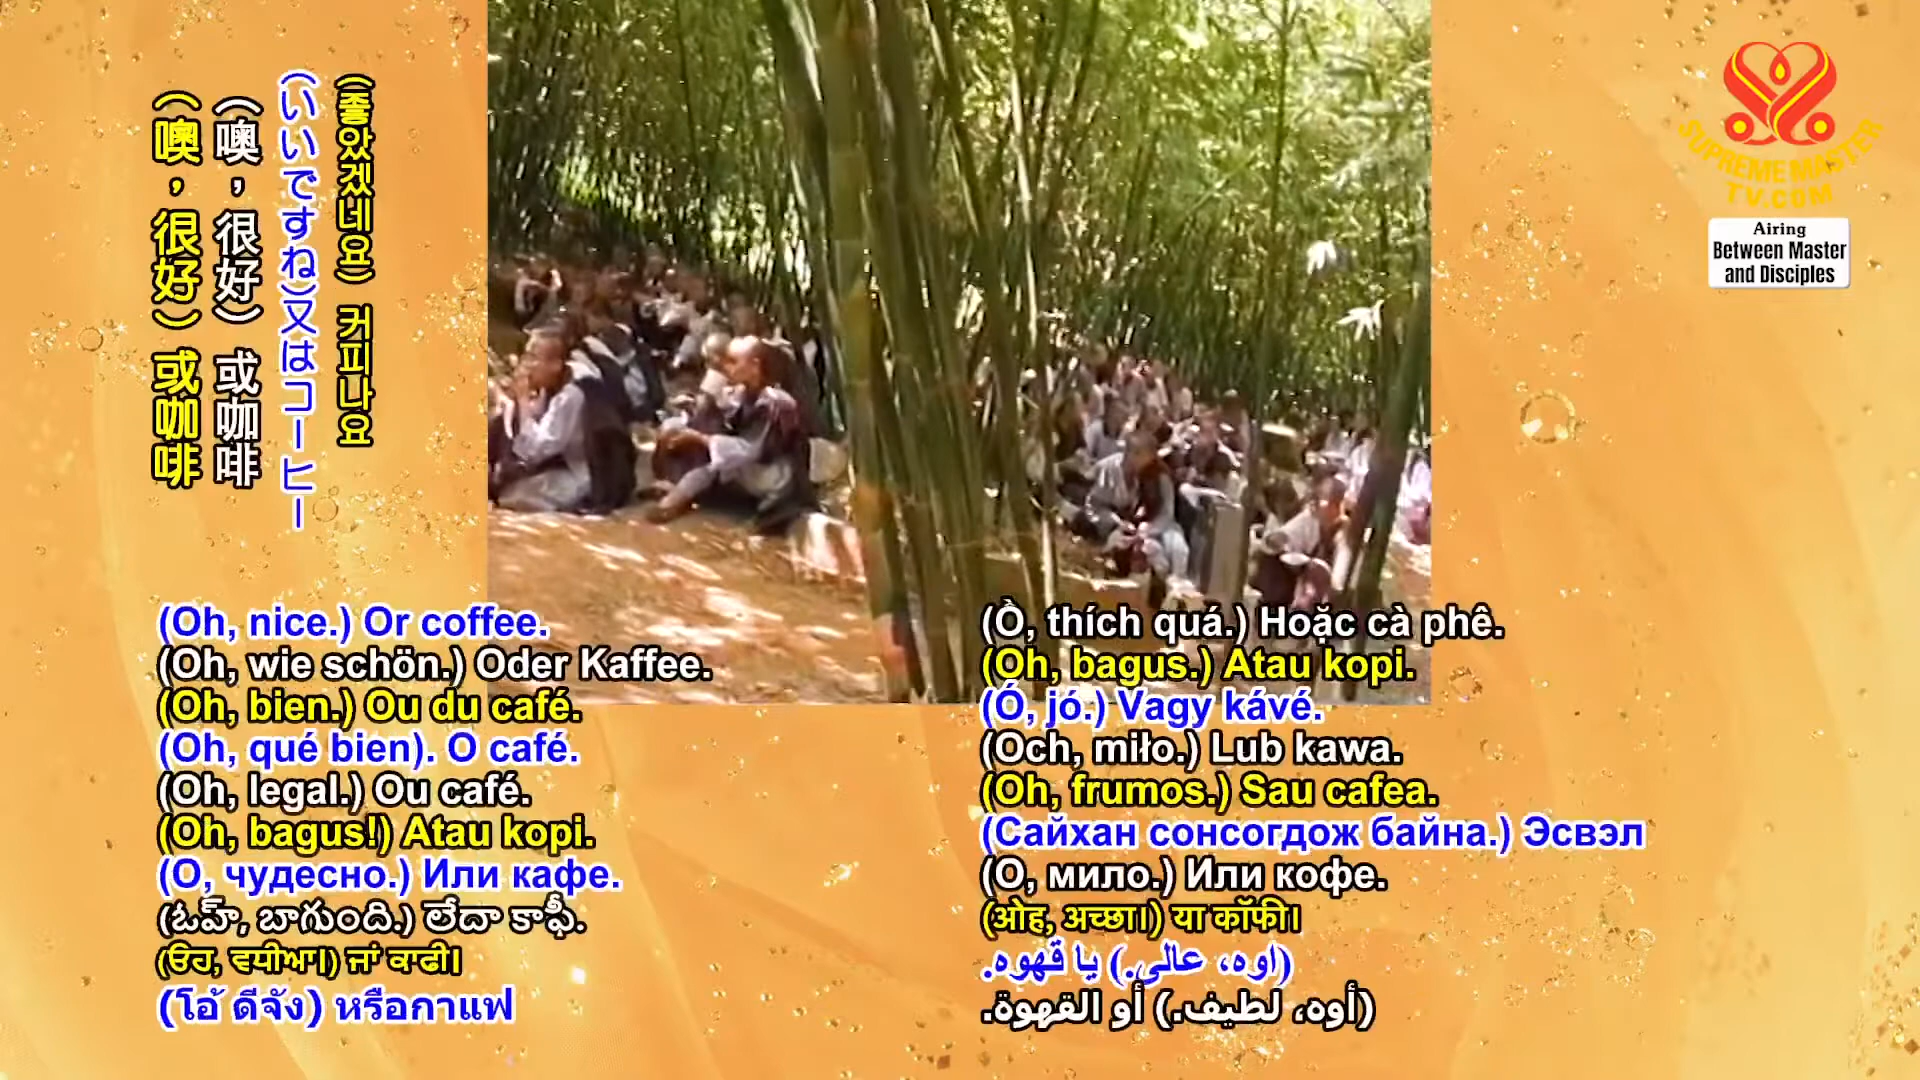 (좋았겠네요) 커피나요
(いいですね)又はコーヒー
(噢，很好) 或咖啡
(噢，很好) 或咖啡
SUPREME MASTER
TV.COM
Airing
Between Master
and Disciples
(Oh, nice.) Or coffee.
(Oh, wie schön.) Oder Kaffee.
(Oh, bien.) Ou du café.
(Oh, qué bien). O café.
(Oh, legal.) Ou café.
(Oh, bagus!) Atau kopi.
(О, чудесно.) Или кафе.
(ఓహ్, బాగుంది.) లేదా కాఫీ.
(ਓਹ, ਵਧੀਆ।) ਜਾਂ ਕਾਫੀ।
(โอ้ ดีจัง) หรือกาแฟ
(Ồ, thích quá.) Hoặc cà phê.
(Oh, bagus.) Atau kopi.
(Ó, jó.) Vagy kávé.
(Och, miło.) Lub kawa.
(Oh, frumos.) Sau cafea.
(Сайхан сонсогдож байна.) Эсвэл
(О, мило.) Или кофе.
(ओह, अच्छा।) या कॉफी।
(اوه، عالی.) یا قهوه.
(أوه، لطيف.) أو القهوة.